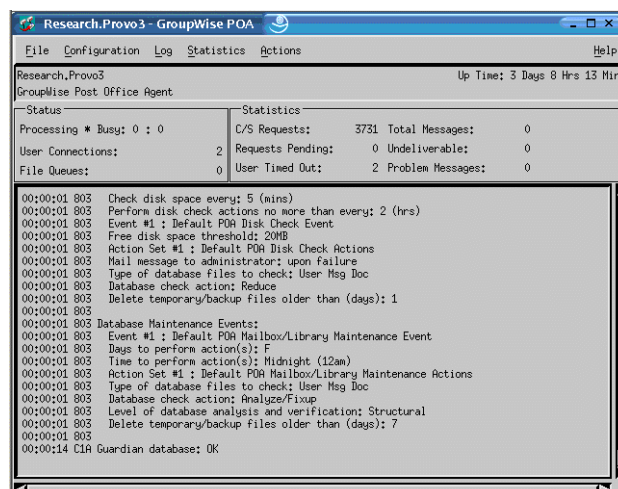 Research.Provo3 - GroupWise POA
File Configuration Log Statistics Actions Help
Research.Provo3 Up Time: 3 Days 8 Hrs 13 Min
GroupWise Post Office Agent
Status
Processing * Busy: 0 : 0
User Connections: 2
File Queues: 0
Statistics
C/S Requests: 3731 Total Messages: 0
Requests Pending: 0 Undeliverable: 0
User Timed Out: 2 Problem Messages: 0
00:00:01 803 Check disk space every: 5 (mins)
00:00:01 803 Perform disk check actions no more than every: 2 (hrs)
00:00:01 803 Event #1 : Default POA Disk Check Event
00:00:01 803 Free disk space threshold: 20MB
00:00:01 803 Action Set #1 : Default POA Disk Check Actions
00:00:01 803 Mail message to administrator: upon failure
00:00:01 803 Type of database files to check: User Msg Doc
00:00:01 803 Database check action: Reduce
00:00:01 803 Delete temporary/backup files older than (days): 1
00:00:01 803
00:00:01 803 Database Maintenance Events:
00:00:01 803 Event #1 : Default POA Mailbox/Library Maintenance Event
00:00:01 803 Days to perform action(s): F
00:00:01 803 Time to perform action(s): Midnight (12am)
00:00:01 803 Action Set #1 : Default POA Mailbox/Library Maintenance Actions
00:00:01 803 Type of database files to check: User Msg Doc
00:00:01 803 Database check action: Analyze/Fixup
00:00:01 803 Level of database analysis and verification: Structural
00:00:01 803 Delete temporary/backup files older than (days): 7
00:00:01 803
00:00:14 C1A Guardian database: OK